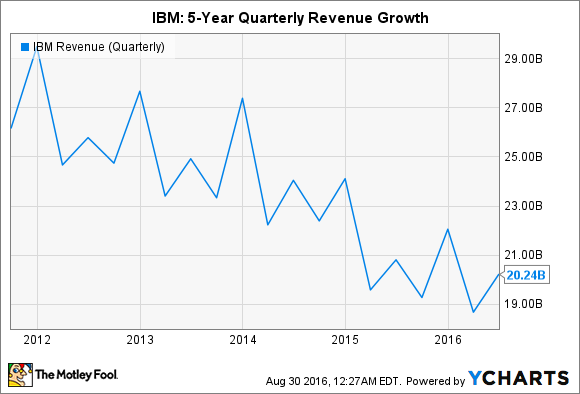 IBM: 5-Year Quarterly Revenue Growth
IBM Revenue (Quarterly)
29.00B
27.00B
25.00B
23.00B
21.00B
20.24B
19.00B
2012 2013 2014 2015 2016
The Motley Fool. Aug 30 2016, 12:27AM EDT. Powered by YCHARTS